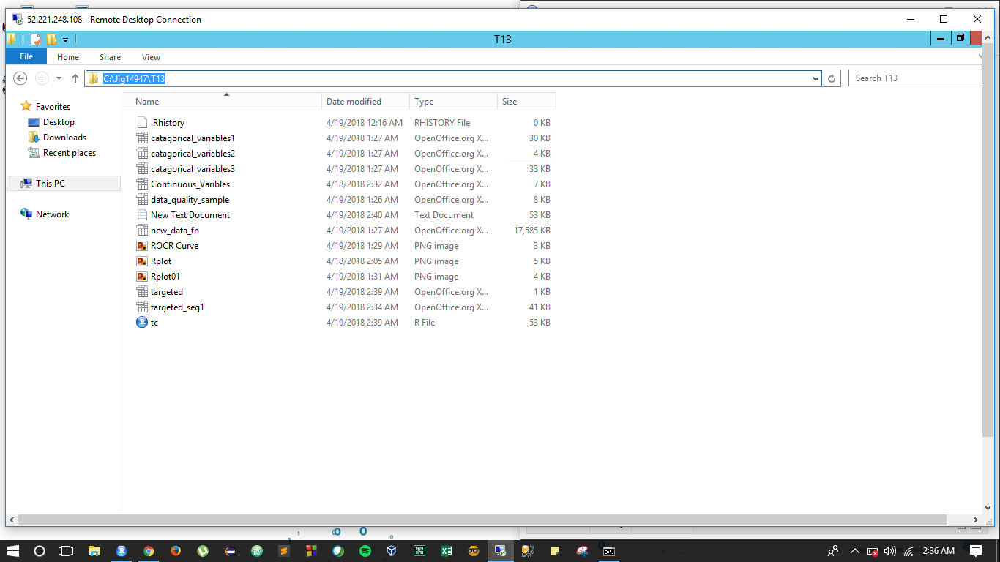 52.221.248.108 - Remote Desktop Connection
T13
File Home Share View
C:\Jig14947\T13
Search T13
Favorites
Desktop
Downloads
Recent places
This PC
Network
Name Date modified Type Size
.Rhistory 4/19/2018 12:16 AM RHISTORY File 0 KB
catagorical_variables1 4/19/2018 1:27 AM OpenOffice.org X... 30 KB
catagorical_variables2 4/19/2018 1:27 AM OpenOffice.org X... 4 KB
catagorical_variables3 4/19/2018 1:27 AM OpenOffice.org X... 33 KB
Continuous_Varibles 4/18/2018 2:32 AM OpenOffice.org X... 7 KB
data_quality_sample 4/19/2018 1:26 AM OpenOffice.org X... 8 KB
New Text Document 4/19/2018 2:40 AM Text Document 53 KB
new_data_fn 4/19/2018 1:27 AM OpenOffice.org X... 17,585 KB
ROCR Curve 4/19/2018 1:29 AM PNG image 3 KB
Rplot 4/18/2018 2:05 AM PNG image 5 KB
Rplot01 4/19/2018 1:31 AM PNG image 4 KB
targeted 4/19/2018 2:39 AM OpenOffice.org X... 1 KB
targeted_seg1 4/19/2018 2:34 AM OpenOffice.org X... 41 KB
tc 4/19/2018 2:39 AM R File 53 KB
2:36 AM